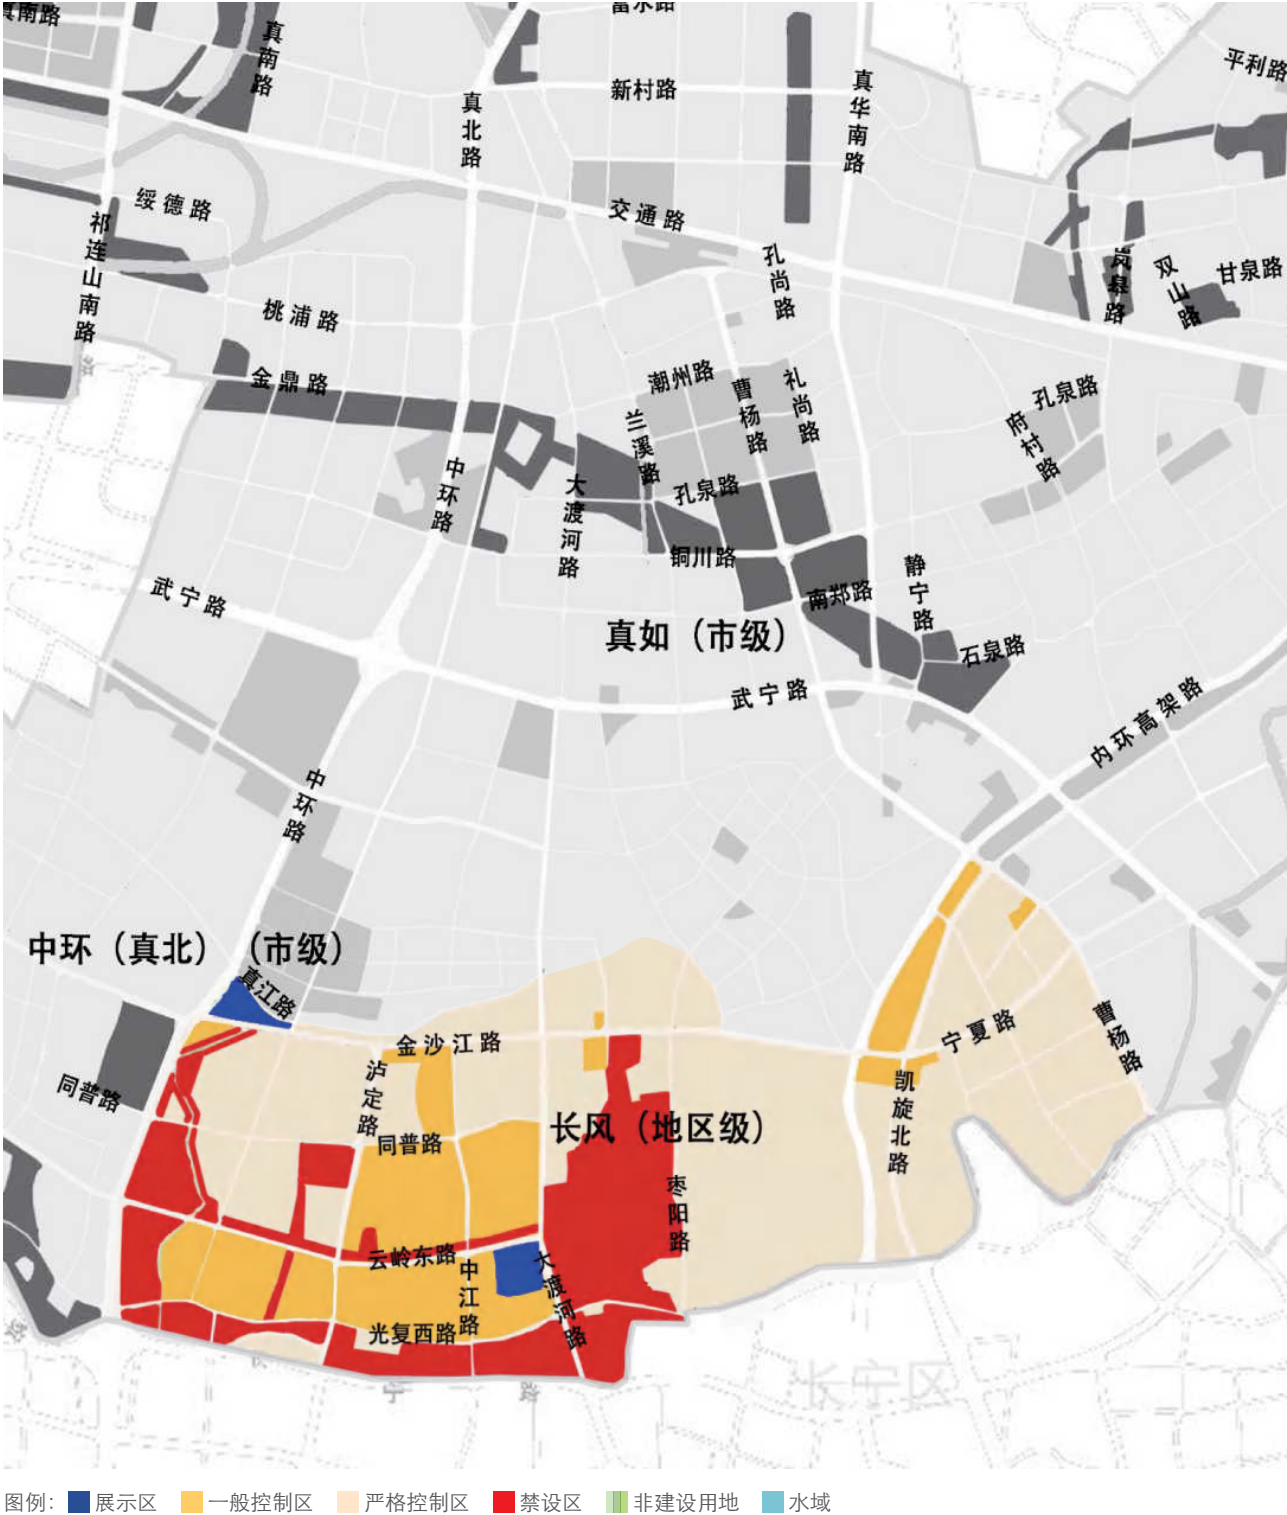 真南路
真南路
富水路
新村路
真北路
真华南路
平利路
绥德路
祁连山南路
交通路
孔尚路
岚皋路
双山路
甘泉路
桃浦路
金鼎路
潮州路
兰溪路
曹杨路
礼尚路
孔泉路
府村路
中环路
大渡河路
孔泉路
铜川路
静宁路
南郑路
石泉路
武宁路
真如（市级）
武宁路
内环高架路
中环路
中环（真北）（市级）
真江路
金沙江路
宁夏路
曹杨路
同普路
泸定路
凯旋北路
同普路
长风（地区级）
枣阳路
云岭东路
中江路
大渡河路
光复西路
长宁区
图例：展示区 一般控制区 严格控制区 禁设区 非建设用地 水域